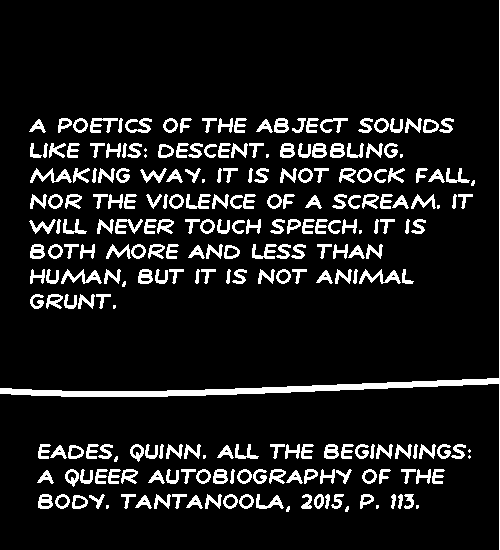 A POETICS OF THE ABJECT SOUNDS
LIKE THIS: DESCENT. BUBBLING.
MAKING WAY. IT IS NOT ROCK FALL,
NOR THE VIOLENCE OF A SCREAM. IT
WILL NEVER TOUCH SPEECH. IT IS
BOTH MORE AND LESS THAN
HUMAN, BUT IT IS NOT ANIMAL
GRUNT.
EADES, QUINN. ALL THE BEGINNINGS:
A QUEER AUTOBIOGRAPHY OF THE
BODY. TANTANOOLA, 2015, P. 113.